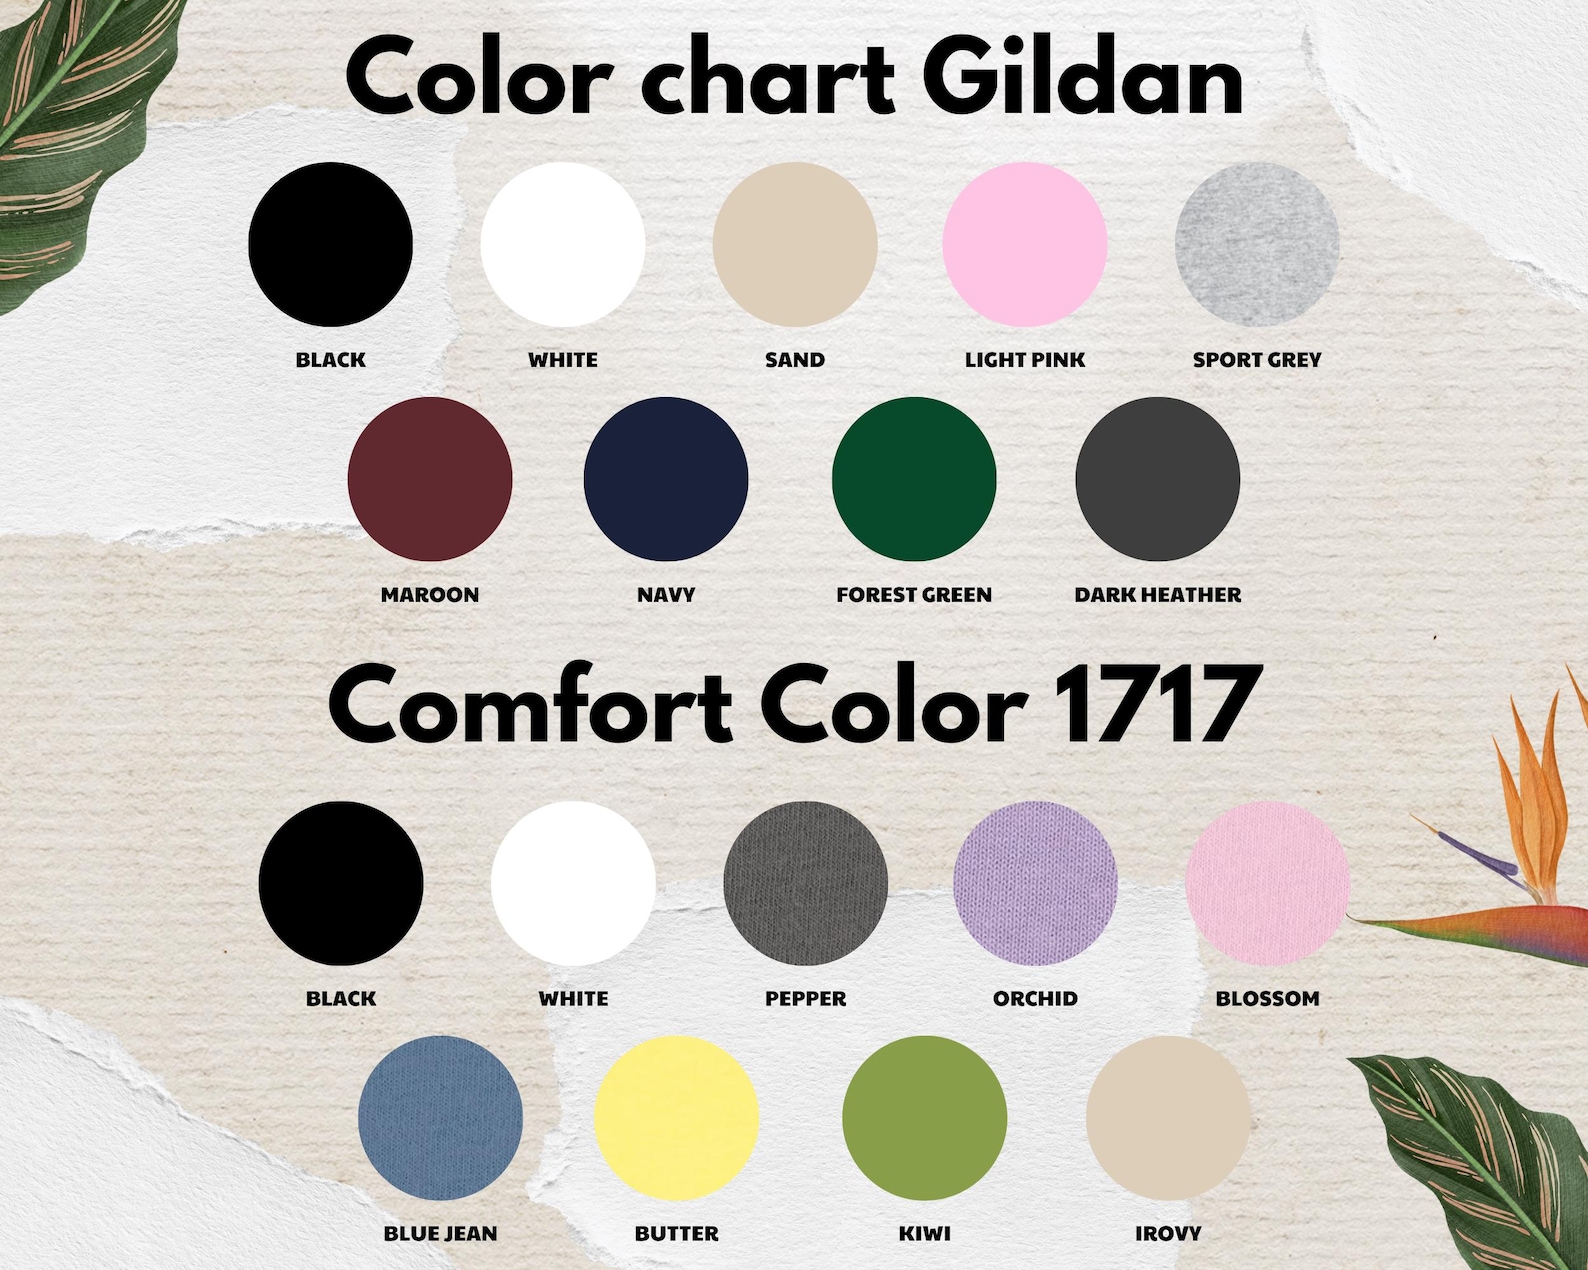 Color chart Gildan
BLACK WHITE SAND LIGHT PINK SPORT GREY
MAROON NAVY FOREST GREEN DARK HEATHER
Comfort Color 1717
BLACK WHITE PEPPER ORCHID BLOSSOM
BLUE JEAN BUTTER KIWI IROVY